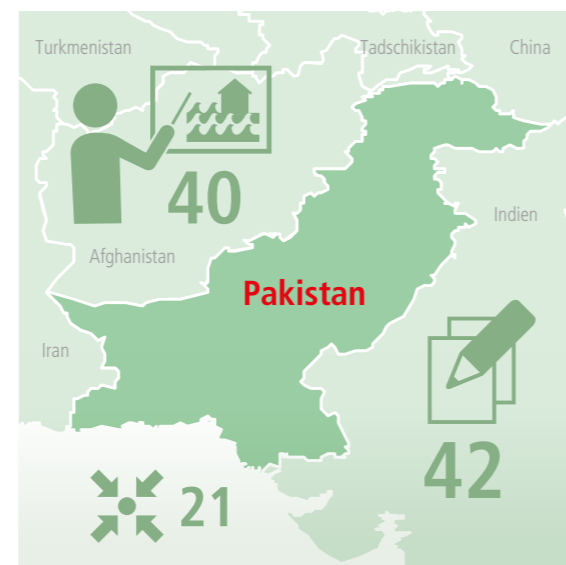 Turkmenistan
Tadschikistan
China
40
Indien
Afghanistan
Pakistan
Iran
42
21